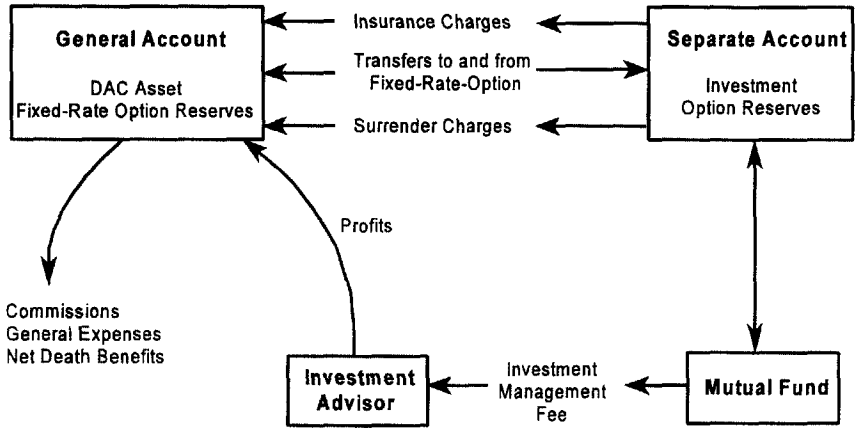 General Account
DAC Asset
Fixed-Rate Option Reserves
Insurance Charges
Transfers to and from
Fixed-Rate-Option
Surrender Charges
Separate Account
Investment
Option Reserves
Profits
Commissions
General Expenses
Net Death Benefits
Investment
Advisor
Investment
Management
Fee
Mutual Fund